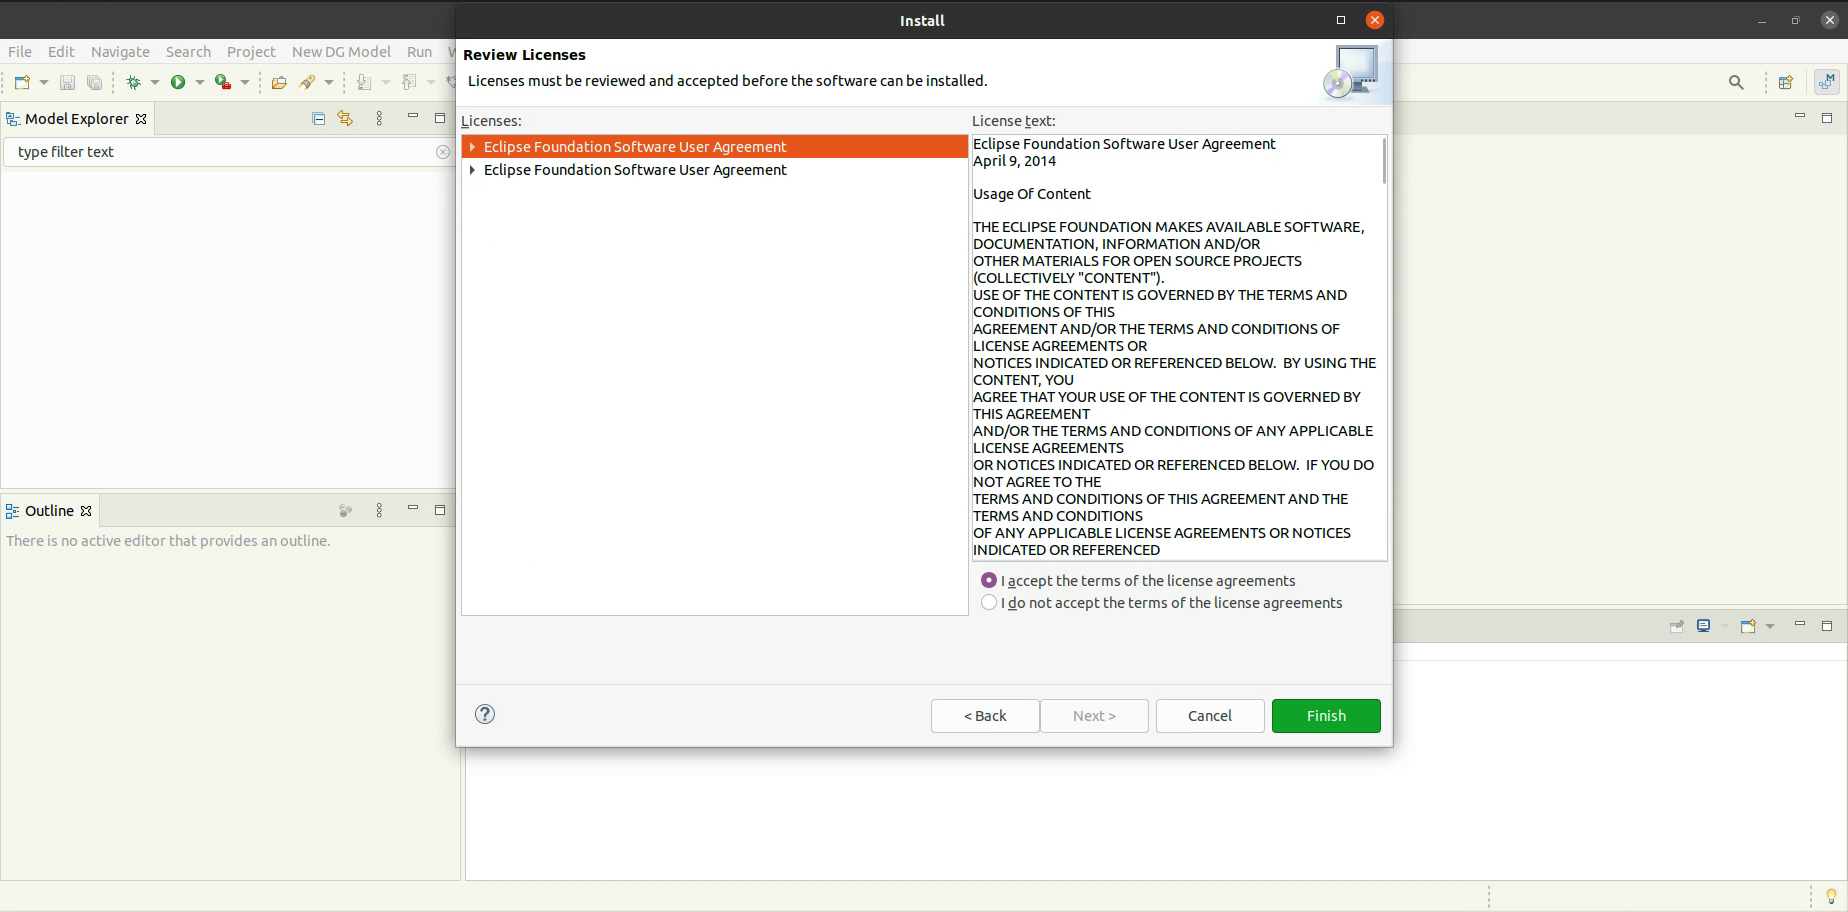 Install
File Edit Navigate Search Project New DG Model Run
Review Licenses
Licenses must be reviewed and accepted before the software can be installed.
Model Explorer
type filter text
Outline
There is no active editor that provides an outline.
Licenses:
Eclipse Foundation Software User Agreement
Eclipse Foundation Software User Agreement
License text:
Eclipse Foundation Software User Agreement
April 9, 2014
Usage Of Content
THE ECLIPSE FOUNDATION MAKES AVAILABLE SOFTWARE,
DOCUMENTATION, INFORMATION AND/OR
OTHER MATERIALS FOR OPEN SOURCE PROJECTS
(COLLECTIVELY "CONTENT").
USE OF THE CONTENT IS GOVERNED BY THE TERMS AND
CONDITIONS OF THIS
AGREEMENT AND/OR THE TERMS AND CONDITIONS OF
LICENSE AGREEMENTS OR
NOTICES INDICATED OR REFERENCED BELOW.  BY USING THE
CONTENT, YOU
AGREE THAT YOUR USE OF THE CONTENT IS GOVERNED BY
THIS AGREEMENT
AND/OR THE TERMS AND CONDITIONS OF ANY APPLICABLE
LICENSE AGREEMENTS
OR NOTICES INDICATED OR REFERENCED BELOW.  IF YOU DO
NOT AGREE TO THE
TERMS AND CONDITIONS OF THIS AGREEMENT AND THE
TERMS AND CONDITIONS
OF ANY APPLICABLE LICENSE AGREEMENTS OR NOTICES
INDICATED OR REFERENCED
I accept the terms of the license agreements
I do not accept the terms of the license agreements
< Back
Next >
Cancel
Finish